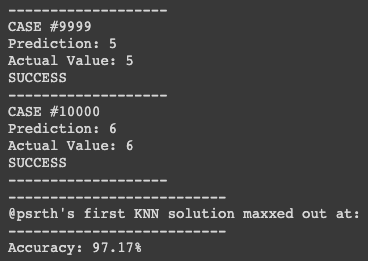 -------------------
CASE #9999
Prediction: 5
Actual Value: 5
SUCCESS
-------------------
CASE #10000
Prediction: 6
Actual Value: 6
SUCCESS
-------------------
--------------------------
@psrth's first KNN solution maxxed out at:
--------------------------
Accuracy: 97.17%